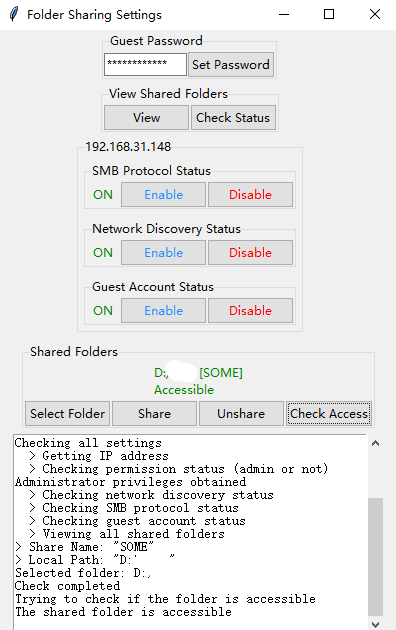 Folder Sharing Settings
Guest Password
************ Set Password
View Shared Folders
View Check Status
192.168.31.148
SMB Protocol Status
ON Enable Disable
Network Discovery Status
ON Enable Disable
Guest Account Status
ON Enable Disable
Shared Folders
D:, [SOME]
Accessible
Select Folder Share Unshare Check Access
Checking all settings
> Getting IP address
> Checking permission status (admin or not)
Administrator privileges obtained
> Checking network discovery status
> Checking SMB protocol status
> Checking guest account status
> Viewing all shared folders
> Share Name: "SOME"
> Local Path: "D:' "
Selected folder: D:,
Check completed
Trying to check if the folder is accessible
The shared folder is accessible